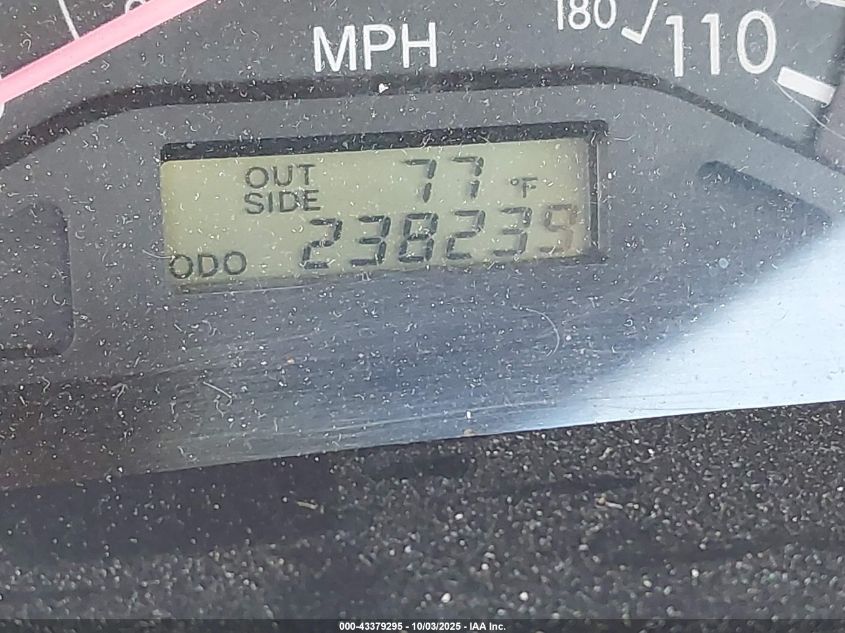 MPH
180
110
OUT 77 °F
SIDE
ODO 238239
000-43379295 - 10/03/2025 - IAA Inc.